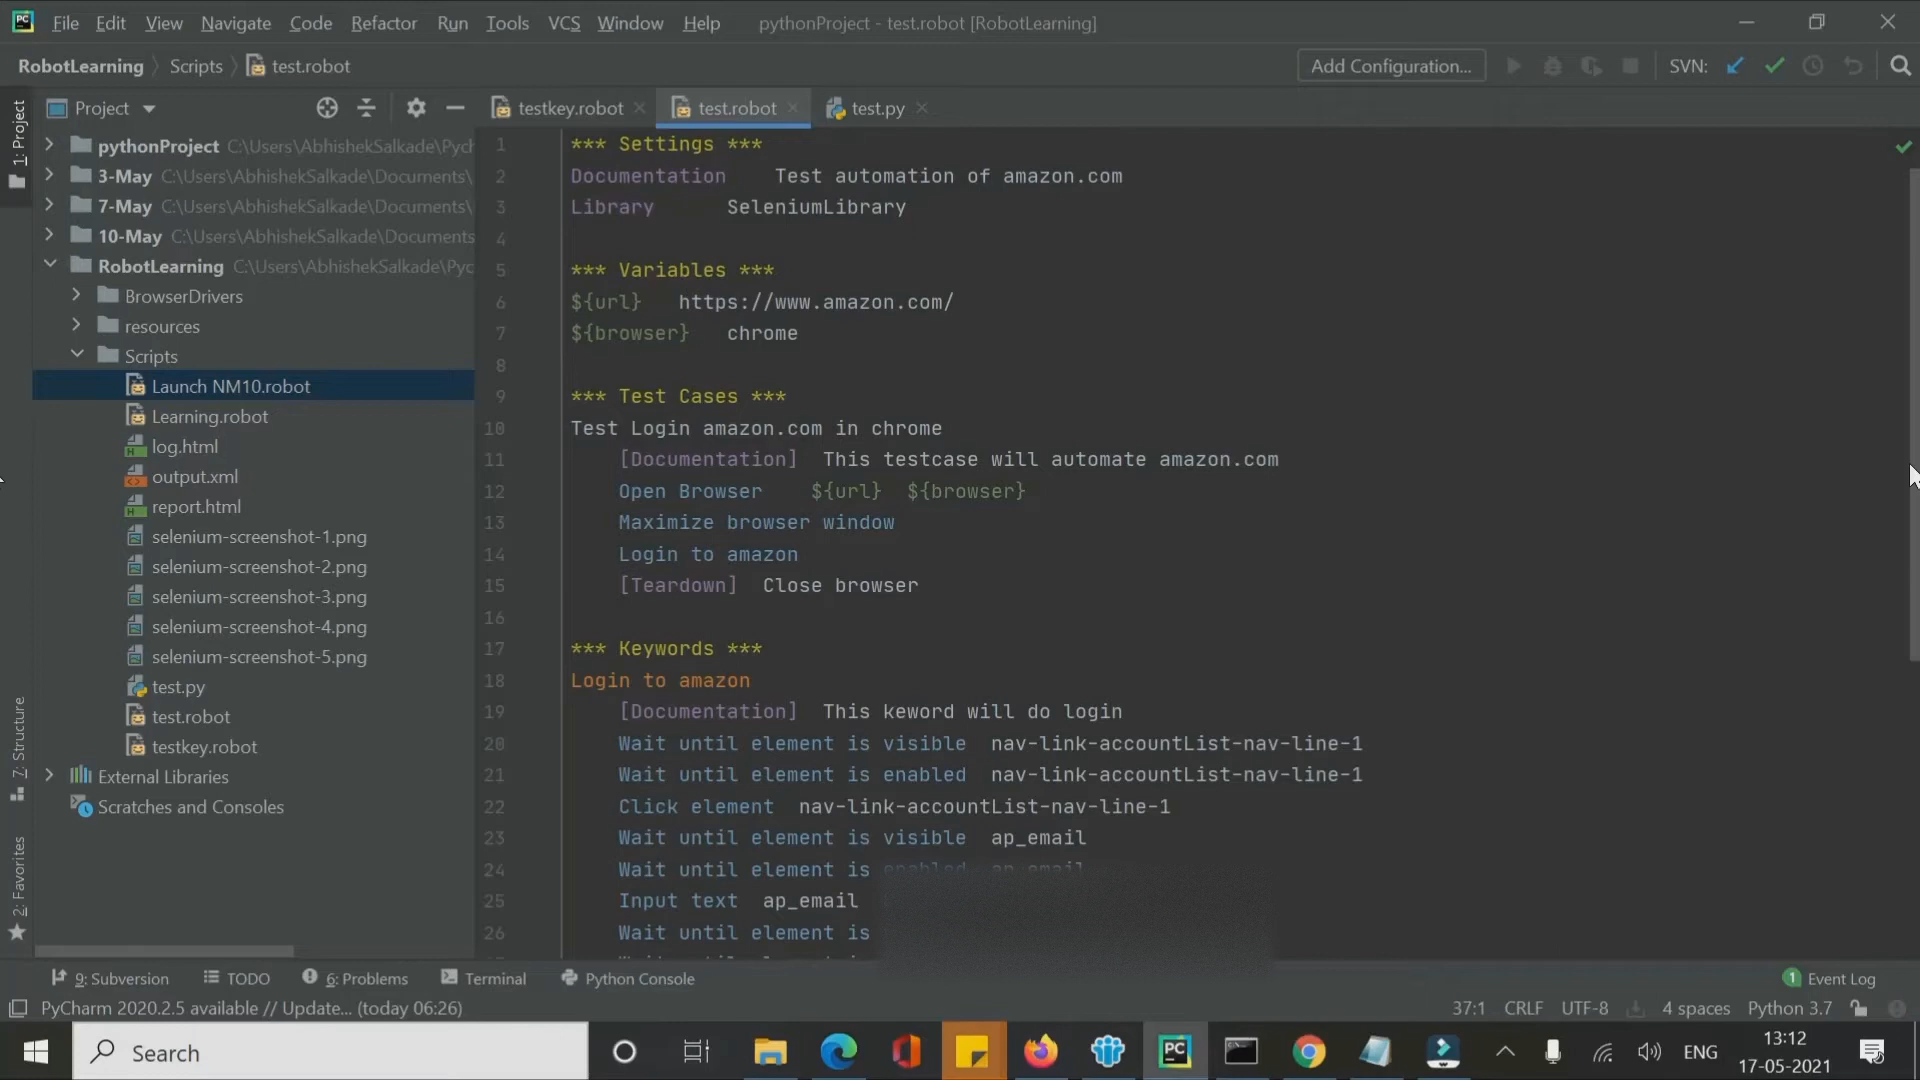 File Edit View Navigate Code Refactor Run Tools VCS Window Help pythonProject - test.robot [RobotLearning]
RobotLearning Scripts test.robot Add Configuration... SVN:
1: Project
Project
testkey.robot test.robot test.py
pythonProject C:\Users\AbhishekSalkade\Pych
3-May C:\Users\AbhishekSalkade\Documents\
7-May C:\Users\AbhishekSalkade\Documents\
10-May C:\Users\AbhishekSalkade\Documents
RobotLearning C:\Users\AbhishekSalkade\Pyc
BrowserDrivers
resources
Scripts
Launch NM10.robot
Learning.robot
log.html
output.xml
report.html
selenium-screenshot-1.png
selenium-screenshot-2.png
selenium-screenshot-3.png
selenium-screenshot-4.png
selenium-screenshot-5.png
test.py
test.robot
testkey.robot
External Libraries
Scratches and Consoles
7: Structure
2: Favorites
1 *** Settings ***
2 Documentation Test automation of amazon.com
3 Library SeleniumLibrary
4
5 *** Variables ***
6 ${url} https://www.amazon.com/
7 ${browser} chrome
8
9 *** Test Cases ***
10 Test Login amazon.com in chrome
11 [Documentation] This testcase will automate amazon.com
12 Open Browser ${url} ${browser}
13 Maximize browser window
14 Login to amazon
15 [Teardown] Close browser
16
17 *** Keywords ***
18 Login to amazon
19 [Documentation] This keword will do login
20 Wait until element is visible nav-link-accountList-nav-line-1
21 Wait until element is enabled nav-link-accountList-nav-line-1
22 Click element nav-link-accountList-nav-line-1
23 Wait until element is visible ap_email
24 Wait until element is enabled ap_email
25 Input text ap_email
26 Wait until element is
9: Subversion TODO 6: Problems Terminal Python Console 1 Event Log
PyCharm 2020.2.5 available // Update... (today 06:26) 37:1 CRLF UTF-8 4 spaces Python 3.7
Search ENG 13:12
17-05-2021